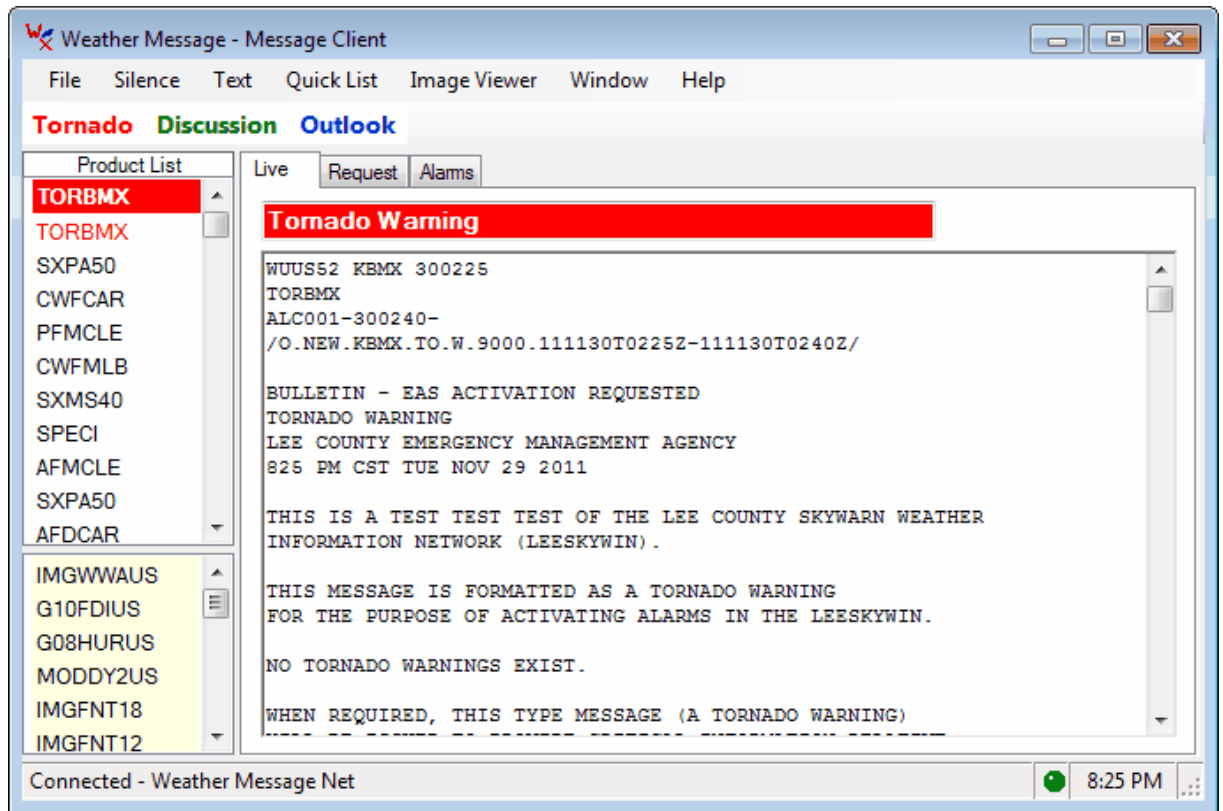 Weather Message - Message Client
File Silence Text Quick List Image Viewer Window Help
Tornado Discussion Outlook
Product List
TORBMX
TORBMX
SXPA50
CWFCAR
PFMCLE
CWFMLB
SXMS40
SPECI
AFMCLE
SXPA50
AFDCAR
IMGWWAUS
G10FDIUS
G08HURUS
MODDY2US
IMGFNT18
IMGFNT12
Live Request Alarms
Tornado Warning
WUUS52 KBMX 300225
TORBMX
ALC001-300240-
/O.NEW.KBMX.TO.W.9000.111130T0225Z-111130T0240Z/
BULLETIN - EAS ACTIVATION REQUESTED
TORNADO WARNING
LEE COUNTY EMERGENCY MANAGEMENT AGENCY
825 PM CST TUE NOV 29 2011
THIS IS A TEST TEST TEST OF THE LEE COUNTY SKYWARN WEATHER
INFORMATION NETWORK (LEESKYWIN).
THIS MESSAGE IS FORMATTED AS A TORNADO WARNING
FOR THE PURPOSE OF ACTIVATING ALARMS IN THE LEESKYWIN.
NO TORNADO WARNINGS EXIST.
WHEN REQUIRED, THIS TYPE MESSAGE (A TORNADO WARNING)
Connected - Weather Message Net
8:25 PM